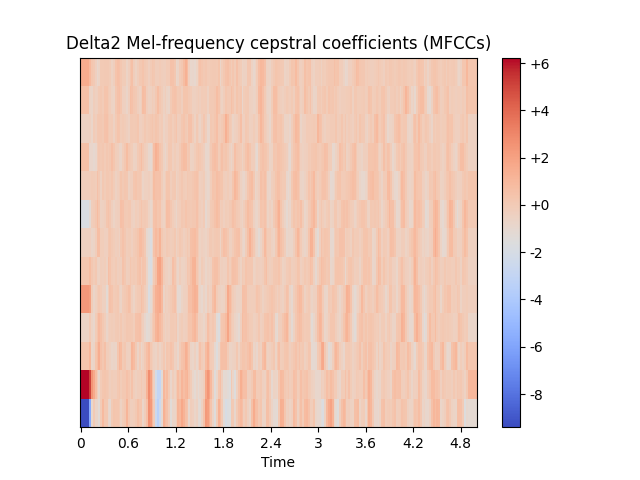 Delta2 Mel-frequency cepstral coefficients (MFCCs)
+6
+4
+2
+0
-2
-4
-6
-8
0 0.6 1.2 1.8 2.4 3 3.6 4.2 4.8
Time